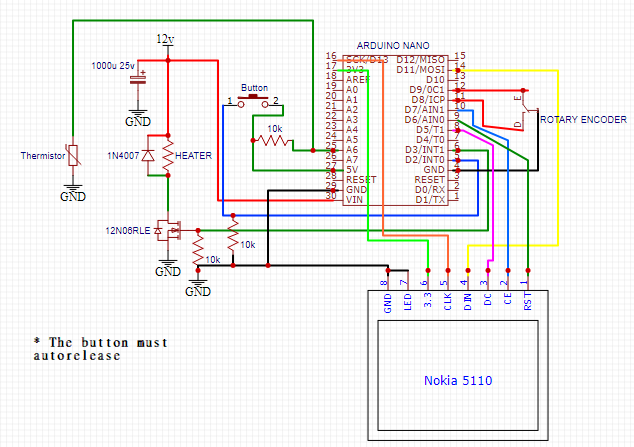 12v
1000u 25v
+
GND
Button
1 2
10k
Thermistor
GND
1N4007
HEATER
12N06RLE
GND
10k
10k
GND
ARDUINO NANO
16 SCK/D13 D12/MISO 15
17 3V3 D11/MOSI 14
18 AREF D10 13
19 A0 D9/OC1 12
20 A1 D8/ICP 11
21 A2 D7/AIN1 10
22 A3 D6/AIN0 9
23 A4 D5/T1 8
24 A5 D4/T0 7
25 A6 D3/INT1 6
26 A7 D2/INT0 5
27 5V GND 4
28 RESET RESET 3
29 GND D0/RX 2
30 VIN D1/TX 1
E
D
ROTARY ENCODER
8 7 6 5 4 3 2 1
GND LED 3.3 CLK DIN DC CE RST
Nokia 5110
* The button must
autorelease